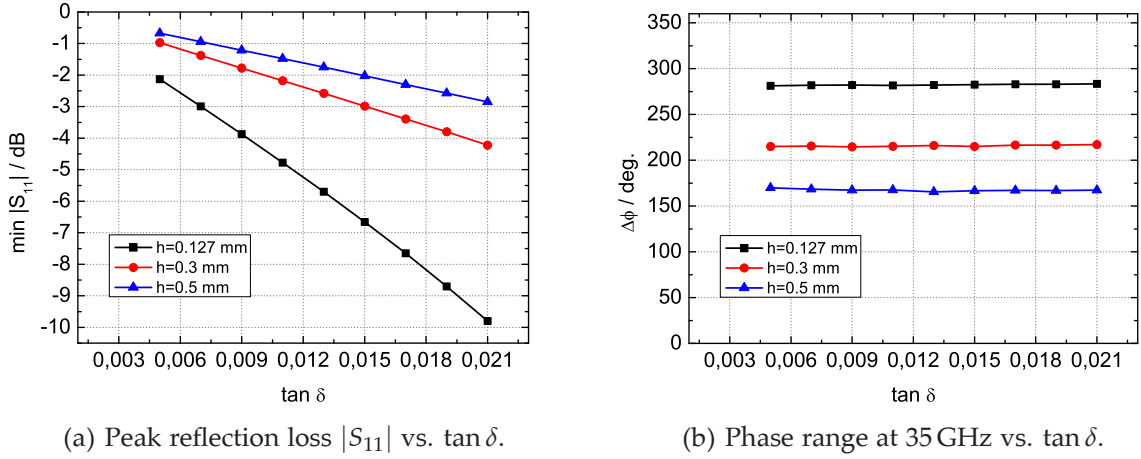 0
-1
-2
-3
-4
-5
-6
-7
-8
-9
-10
min |S11| / dB
h=0.127 mm
h=0.3 mm
h=0.5 mm
0,003 0,006 0,009 0,012 0,015 0,018 0,021
tan δ
(a) Peak reflection loss |S11| vs. tan δ.
350
300
250
200
150
100
50
0
Δϕ / deg.
h=0.127 mm
h=0.3 mm
h=0.5 mm
0,003 0,006 0,009 0,012 0,015 0,018 0,021
tan δ
(b) Phase range at 35 GHz vs. tan δ.